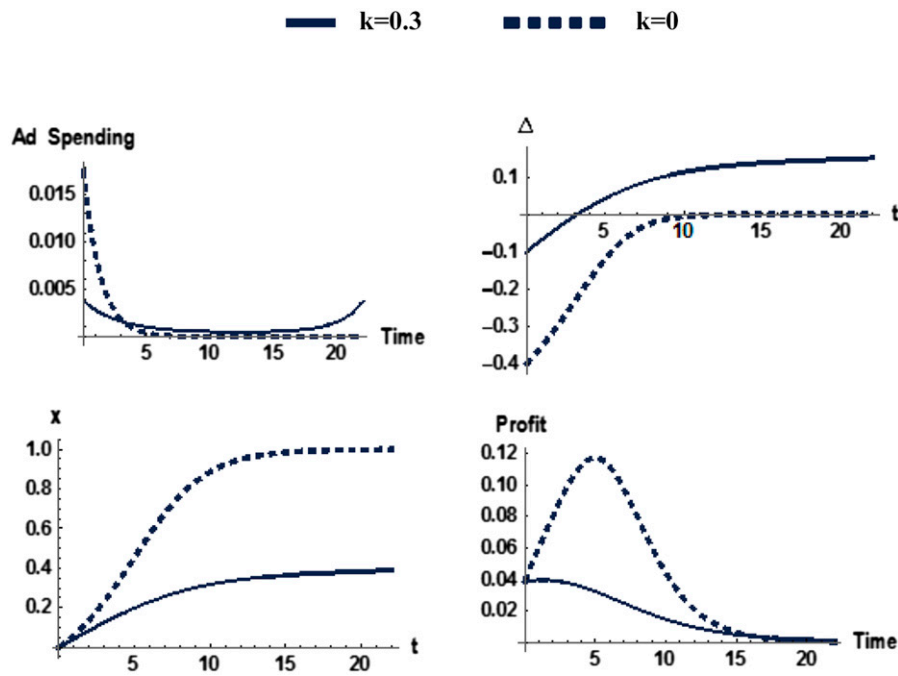 k=0.3 k=0
Ad Spending
0.015
0.010
0.005
5 10 15 20 Time
Δ
0.1
5 10 15 20 t
−0.1
−0.2
−0.3
−0.4
x
1.0
0.8
0.6
0.4
0.2
5 10 15 20 t
Profit
0.12
0.10
0.08
0.06
0.04
0.02
5 10 15 20 Time